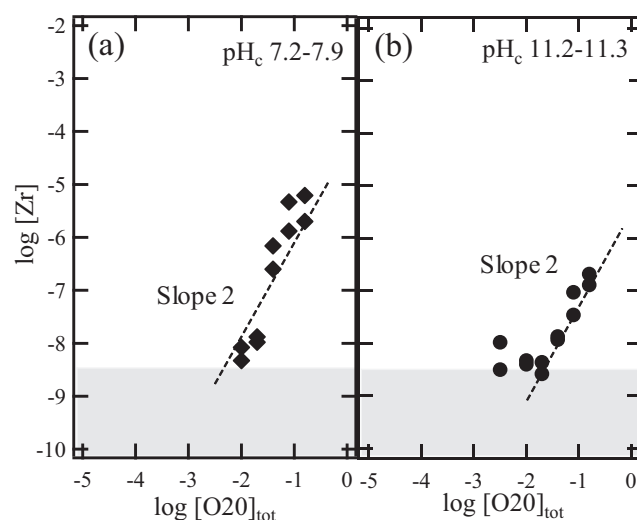 (a)
pHc 7.2-7.9
(b)
pHc 11.2-11.3
-2
-3
-4
-5
-6
-7
-8
-9
-10
log [Zr]
Slope 2
Slope 2
-5 -4 -3 -2 -1 0
-5 -4 -3 -2 -1 0
log [O20]tot
log [O20]tot